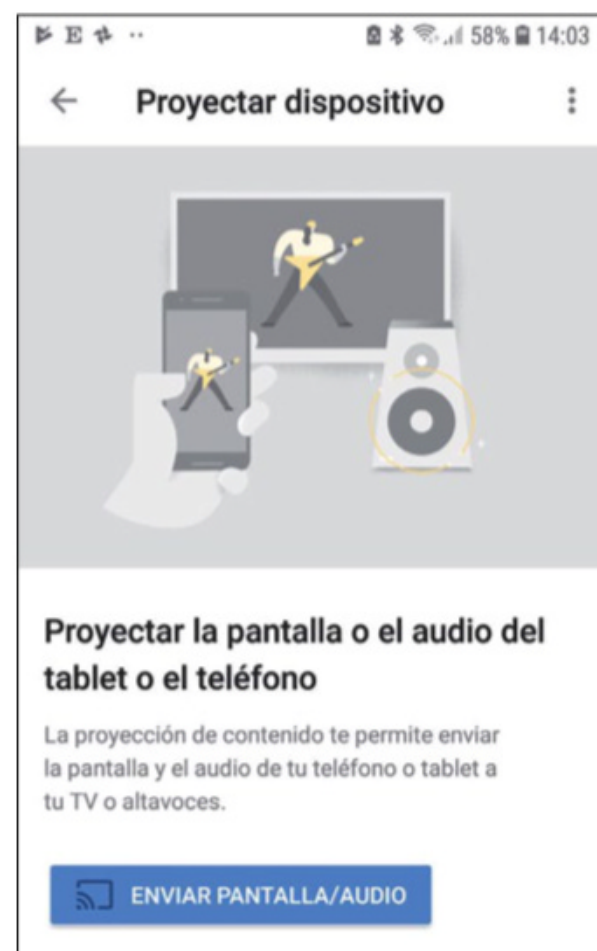 58% 14:03
Proyectar dispositivo
Proyectar la pantalla o el audio del
tablet o el teléfono
La proyección de contenido te permite enviar
la pantalla y el audio de tu teléfono o tablet a
tu TV o altavoces.
ENVIAR PANTALLA/AUDIO